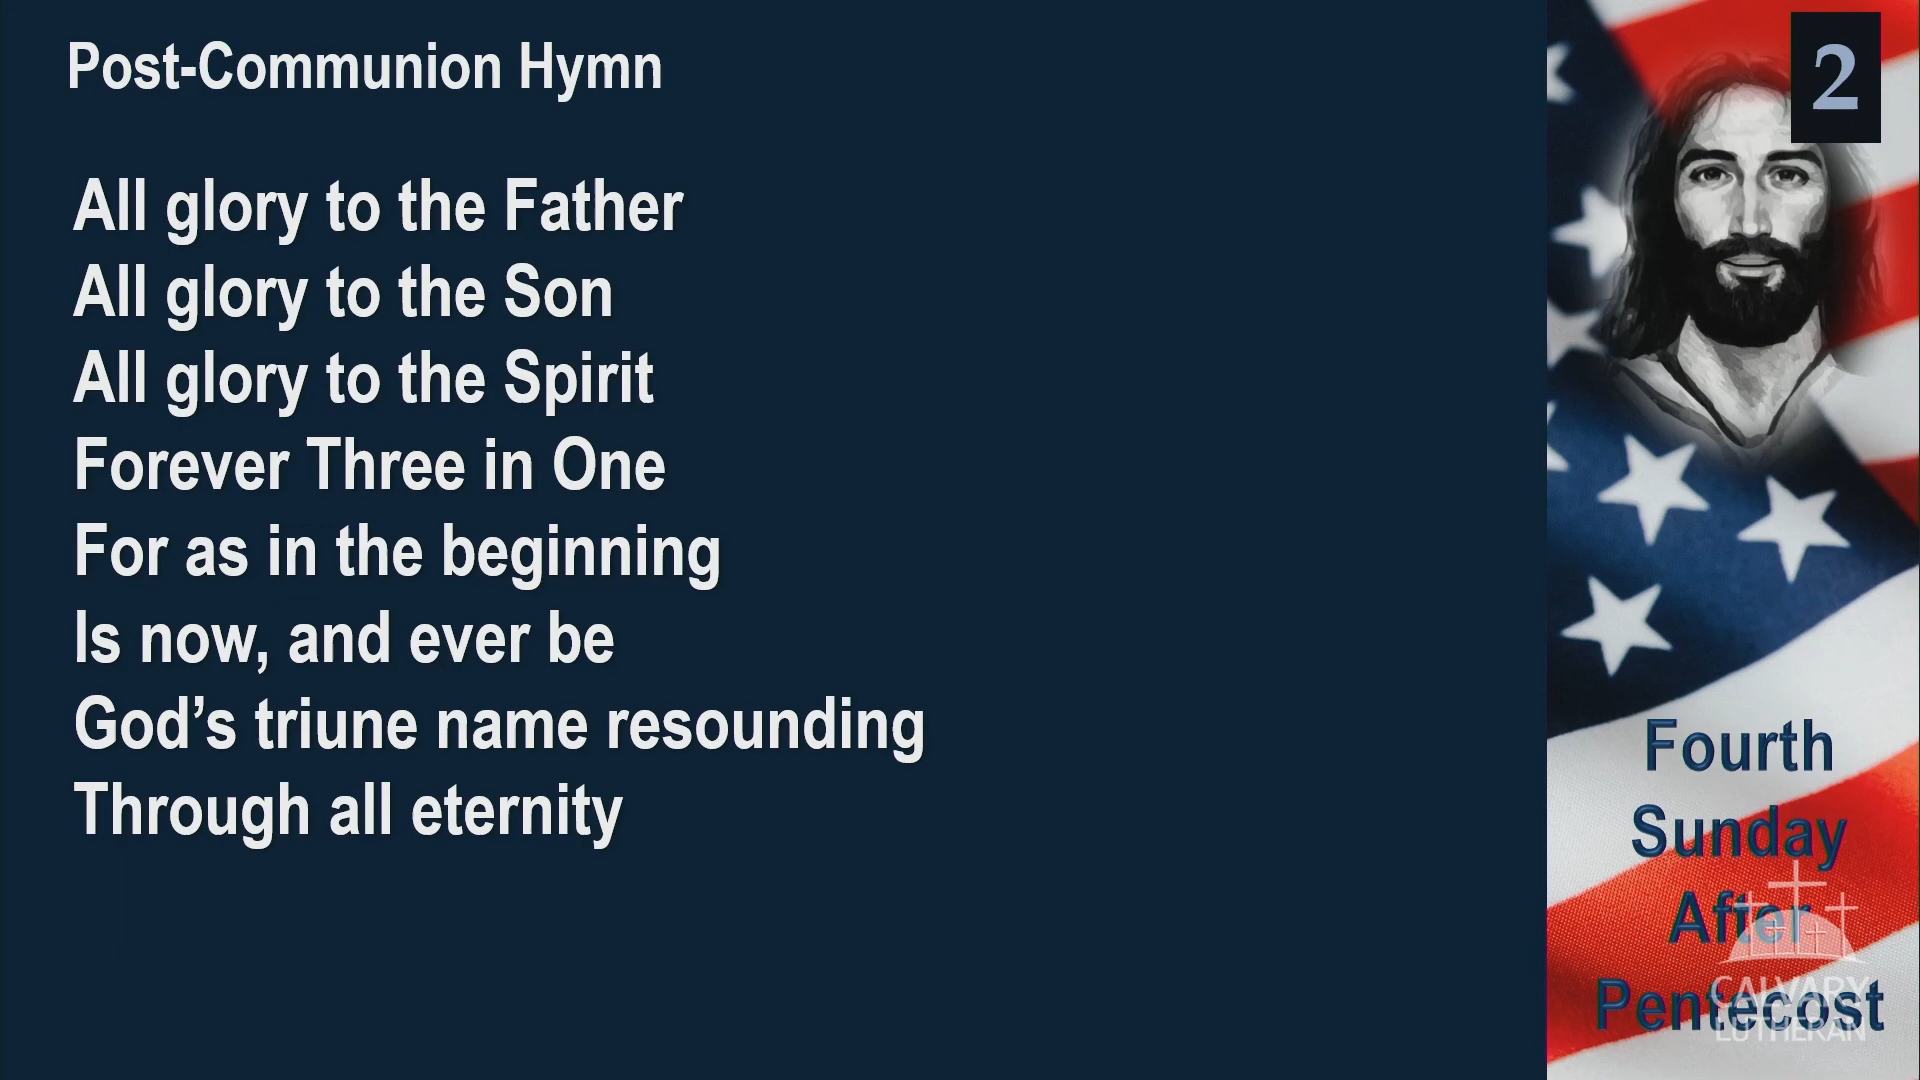 Post-Communion Hymn
2
All glory to the Father
All glory to the Son
All glory to the Spirit
Forever Three in One
For as in the beginning
Is now, and ever be
God’s triune name resounding
Through all eternity
Fourth
Sunday
After
Pentecost
CALVARY
LUTHERAN